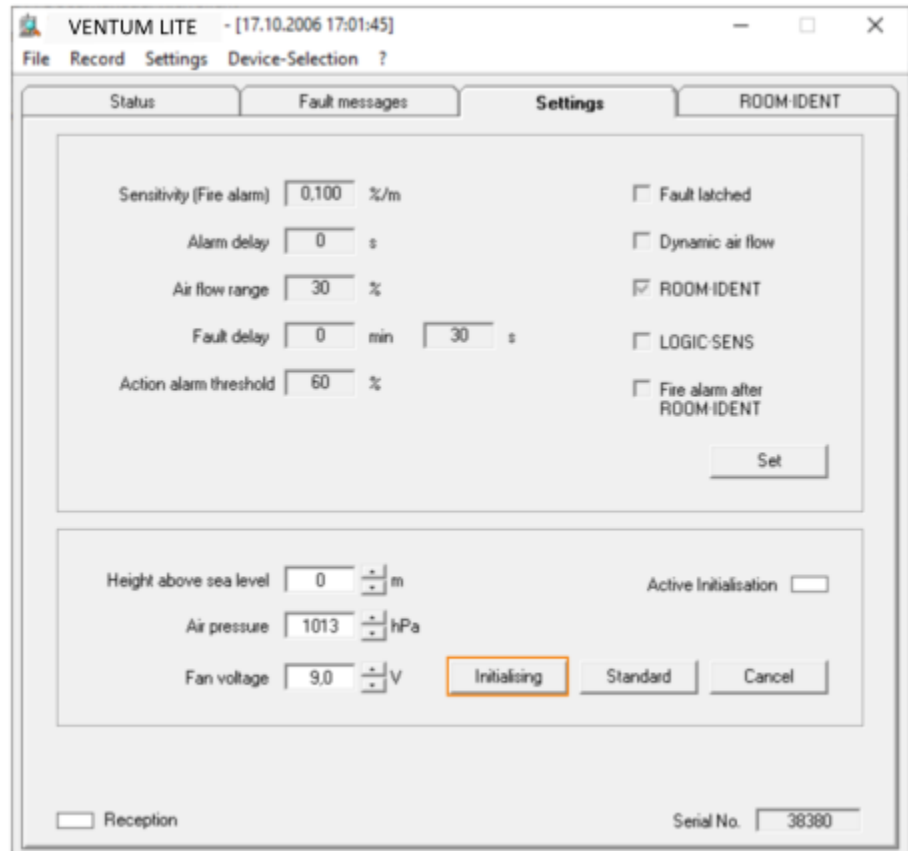 VENTUM LITE - [17.10.2006 17:01:45]
File Record Settings Device-Selection ?
Status Fault messages Settings ROOM-IDENT
Sensitivity (Fire alarm) 0,100 %/m Fault latched
Alarm delay 0 s Dynamic air flow
Air flow range 30 % ROOM-IDENT
Fault delay 0 min 30 s LOGIC-SENS
Action alarm threshold 60 % Fire alarm after
ROOM-IDENT
Set
Height above sea level 0 m Active Initialisation
Air pressure 1013 hPa
Fan voltage 9,0 V Initialising Standard Cancel
Reception Serial No. 38380